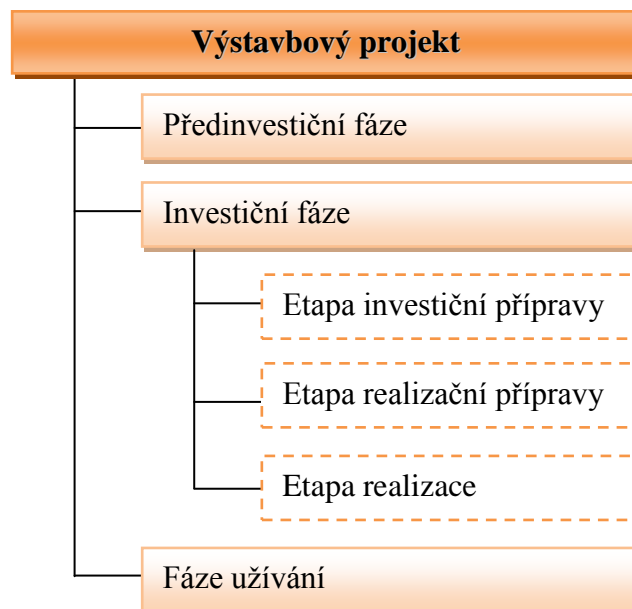 Výstavbový projekt
Předinvestiční fáze
Investiční fáze
Etapa investiční přípravy
Etapa realizační přípravy
Etapa realizace
Fáze užívání